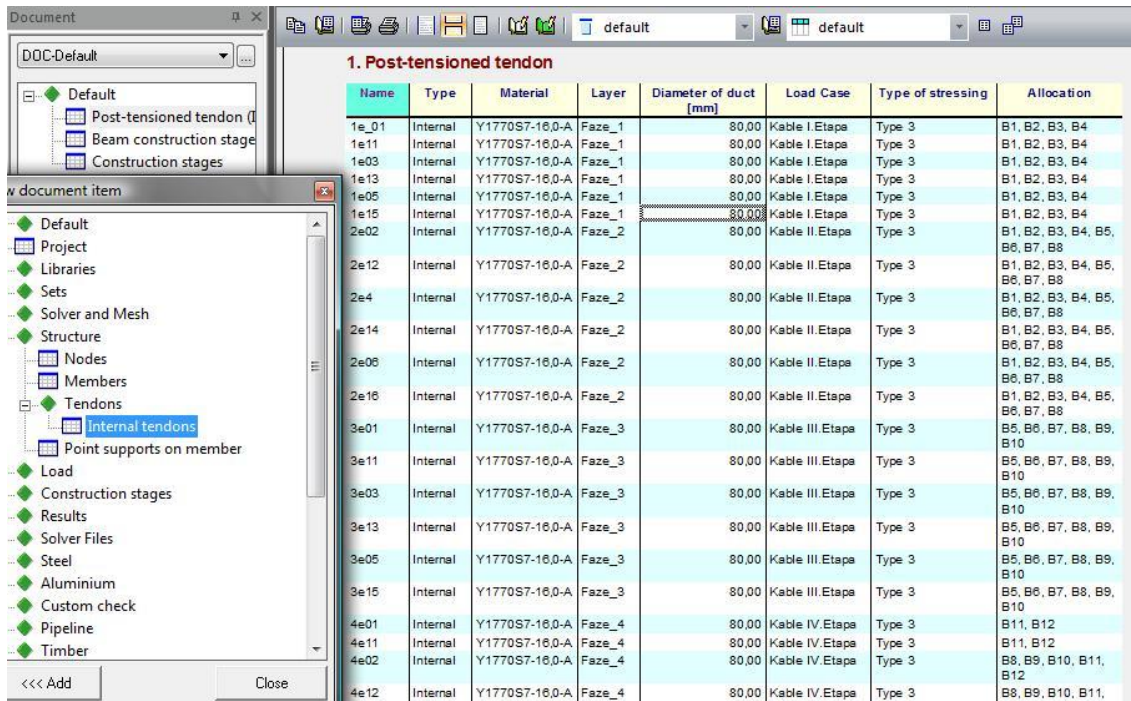 Document
DOC-Default
...
Default
Post-tensioned tendon (I
Beam construction stage
Construction stages
w document item
Default
Project
Libraries
Sets
Solver and Mesh
Structure
Nodes
Members
Tendons
Internal tendons
Point supports on member
Load
Construction stages
Results
Solver Files
Steel
Aluminium
Custom check
Pipeline
Timber
<<< Add Close
default default
1. Post-tensioned tendon
Name Type Material Layer Diameter of duct Load Case Type of stressing Allocation
[mm]
1e_01 Internal Y1770S7-16,0-A Faze_1 80,00 Kable I.Etapa Type 3 B1, B2, B3, B4
1e11 Internal Y1770S7-16,0-A Faze_1 80,00 Kable I.Etapa Type 3 B1, B2, B3, B4
1e03 Internal Y1770S7-16,0-A Faze_1 80,00 Kable I.Etapa Type 3 B1, B2, B3, B4
1e13 Internal Y1770S7-16,0-A Faze_1 80,00 Kable I.Etapa Type 3 B1, B2, B3, B4
1e05 Internal Y1770S7-16,0-A Faze_1 80,00 Kable I.Etapa Type 3 B1, B2, B3, B4
1e15 Internal Y1770S7-16,0-A Faze_1 80,00 Kable I.Etapa Type 3 B1, B2, B3, B4
2e02 Internal Y1770S7-16,0-A Faze_2 80,00 Kable II.Etapa Type 3 B1, B2, B3, B4, B5,
B6, B7, B8
2e12 Internal Y1770S7-16,0-A Faze_2 80,00 Kable II.Etapa Type 3 B1, B2, B3, B4, B5,
B6, B7, B8
2e4 Internal Y1770S7-16,0-A Faze_2 80,00 Kable II.Etapa Type 3 B1, B2, B3, B4, B5,
B6, B7, B8
2e14 Internal Y1770S7-16,0-A Faze_2 80,00 Kable II.Etapa Type 3 B1, B2, B3, B4, B5,
B6, B7, B8
2e06 Internal Y1770S7-16,0-A Faze_2 80,00 Kable II.Etapa Type 3 B1, B2, B3, B4, B5,
B6, B7, B8
2e16 Internal Y1770S7-16,0-A Faze_2 80,00 Kable II.Etapa Type 3 B1, B2, B3, B4, B5,
B6, B7, B8
3e01 Internal Y1770S7-16,0-A Faze_3 80,00 Kable III.Etapa Type 3 B5, B6, B7, B8, B9,
B10
3e11 Internal Y1770S7-16,0-A Faze_3 80,00 Kable III.Etapa Type 3 B5, B6, B7, B8, B9,
B10
3e03 Internal Y1770S7-16,0-A Faze_3 80,00 Kable III.Etapa Type 3 B5, B6, B7, B8, B9,
B10
3e13 Internal Y1770S7-16,0-A Faze_3 80,00 Kable III.Etapa Type 3 B5, B6, B7, B8, B9,
B10
3e05 Internal Y1770S7-16,0-A Faze_3 80,00 Kable III.Etapa Type 3 B5, B6, B7, B8, B9,
B10
3e15 Internal Y1770S7-16,0-A Faze_3 80,00 Kable III.Etapa Type 3 B5, B6, B7, B8, B9,
B10
4e01 Internal Y1770S7-16,0-A Faze_4 80,00 Kable IV.Etapa Type 3 B11, B12
4e11 Internal Y1770S7-16,0-A Faze_4 80,00 Kable IV.Etapa Type 3 B11, B12
4e02 Internal Y1770S7-16,0-A Faze_4 80,00 Kable IV.Etapa Type 3 B8, B9, B10, B11,
B12
4e12 Internal Y1770S7-16,0-A Faze_4 80,00 Kable IV.Etapa Type 3 B8, B9, B10, B11,